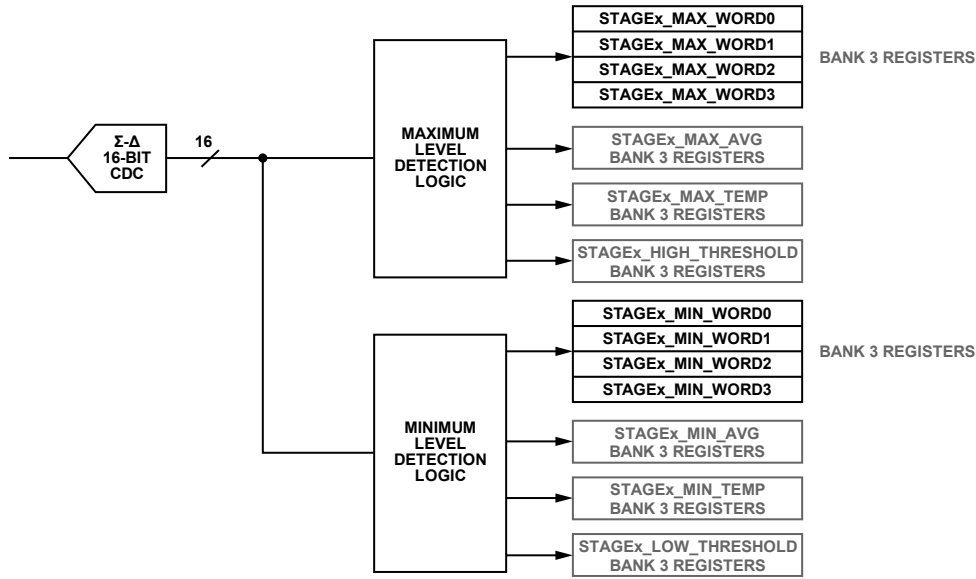 Σ-Δ
16-BIT
CDC
16
MAXIMUM
LEVEL
DETECTION
LOGIC
STAGEx_MAX_WORD0
STAGEx_MAX_WORD1
STAGEx_MAX_WORD2
STAGEx_MAX_WORD3
BANK 3 REGISTERS
STAGEx_MAX_AVG
BANK 3 REGISTERS
STAGEx_MAX_TEMP
BANK 3 REGISTERS
STAGEx_HIGH_THRESHOLD
BANK 3 REGISTERS
MINIMUM
LEVEL
DETECTION
LOGIC
STAGEx_MIN_WORD0
STAGEx_MIN_WORD1
STAGEx_MIN_WORD2
STAGEx_MIN_WORD3
BANK 3 REGISTERS
STAGEx_MIN_AVG
BANK 3 REGISTERS
STAGEx_MIN_TEMP
BANK 3 REGISTERS
STAGEx_LOW_THRESHOLD
BANK 3 REGISTERS